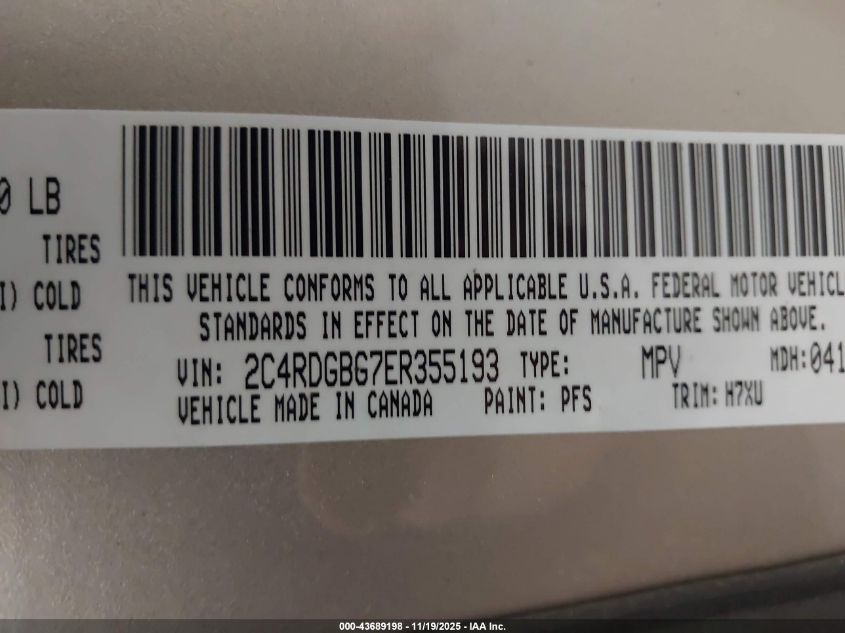 0 LB
TIRES
I) COLD
TIRES
I) COLD
THIS VEHICLE CONFORMS TO ALL APPLICABLE U.S.A. FEDERAL MOTOR VEHICL
STANDARDS IN EFFECT ON THE DATE OF MANUFACTURE SHOWN ABOVE.
VIN: 2C4RDGBG7ER355193 TYPE: MPV MDH:041
VEHICLE MADE IN CANADA PAINT: PFS TRIM: H7XU
000-43689198 - 11/19/2025 - IAA Inc.